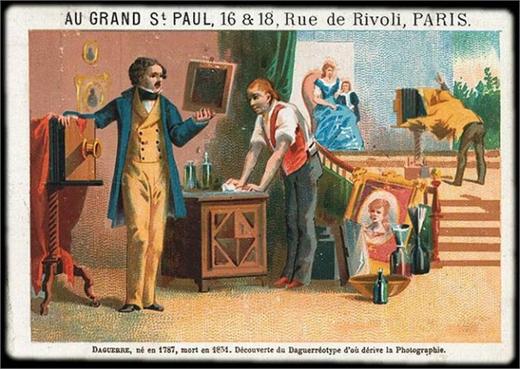 AU GRAND St PAUL, 16 & 18, Rue de Rivoli, PARIS.
DAGUERRE, né en 1787, mort en 1851. Découverte du Daguerréotype d'où dérive la Photographie.